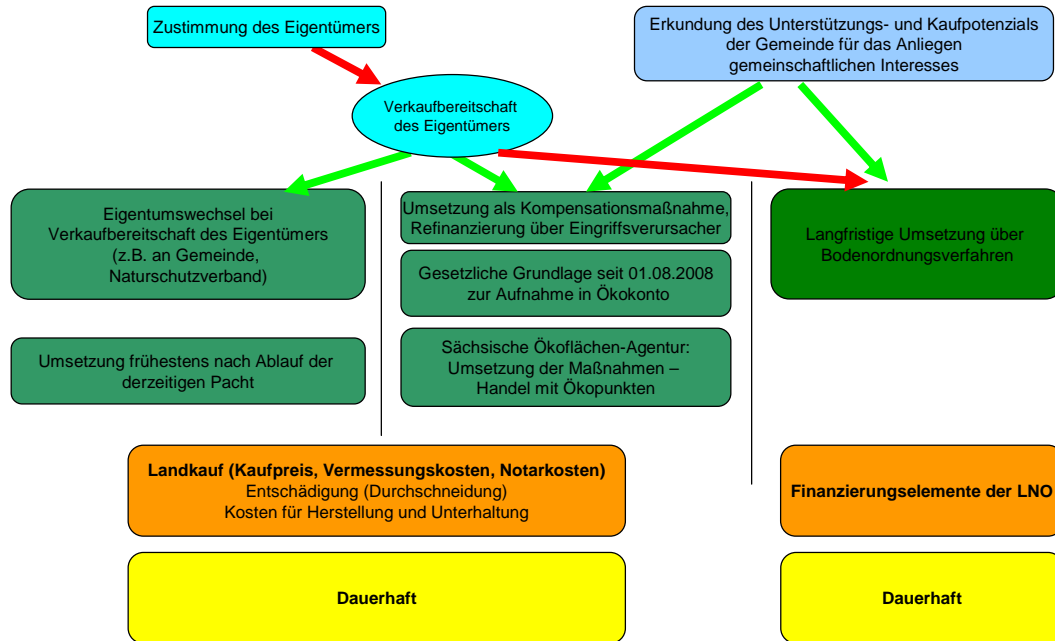 Zustimmung des Eigentümers
Erkundung des Unterstützungs- und Kaufpotenzials
der Gemeinde für das Anliegen
gemeinschaftlichen Interesses
Verkaufbereitschaft
des Eigentümers
Eigentumswechsel bei
Verkaufbereitschaft des Eigentümers
(z.B. an Gemeinde,
Naturschutzverband)
Umsetzung frühestens nach Ablauf der
derzeitigen Pacht
Umsetzung als Kompensationsmaßnahme,
Refinanzierung über Eingriffsverursacher
Gesetzliche Grundlage seit 01.08.2008
zur Aufnahme in Ökokonto
Sächsische Ökoflächen-Agentur:
Umsetzung der Maßnahmen –
Handel mit Ökopunkten
Langfristige Umsetzung über
Bodenordnungsverfahren
Landkauf (Kaufpreis, Vermessungskosten, Notarkosten)
Entschädigung (Durchschneidung)
Kosten für Herstellung und Unterhaltung
Finanzierungselemente der LNO
Dauerhaft
Dauerhaft